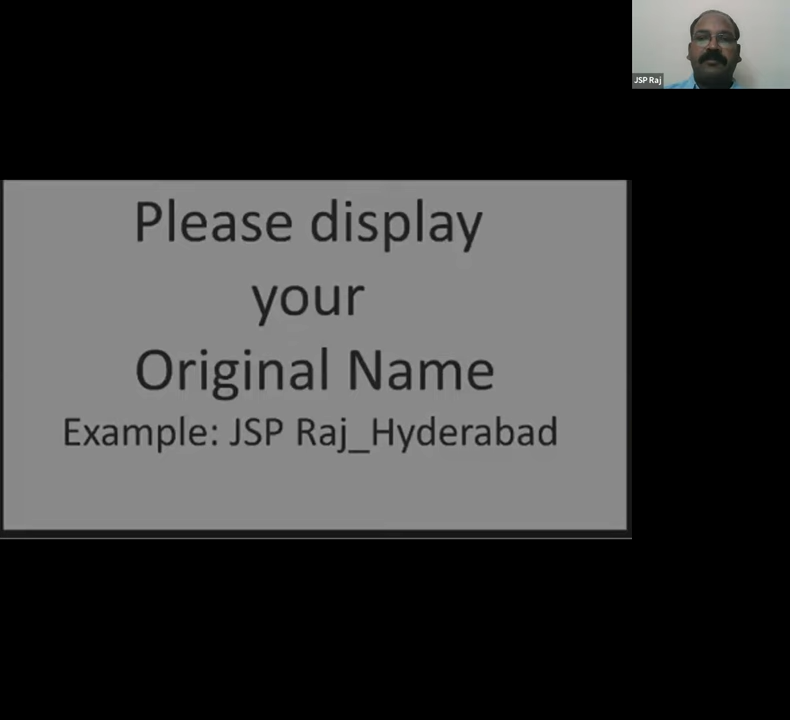 JSP Raj
Please display
your
Original Name
Example: JSP Raj_Hyderabad